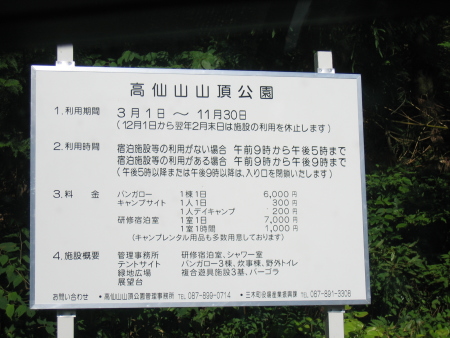 高仙山山頂公園
1.利用期間 3月1日 ～ 11月30日
(12月1日から翌年2月末日は施設の利用を休止します)
2.利用時間 宿泊施設等の利用がない場合 午前9時から午後5時まで
宿泊施設等の利用がある場合 午前9時から午後9時まで
(午後5時以降または午後9時以降は、入り口を閉鎖いたします)
3.料金 バンガロー 1棟1日 6,000円
キャンプサイト 1人1日 300円
1人デイキャンプ 200円
研修宿泊室 1室1日 7,000円
1室1時間 1,000円
(キャンプレンタル用品も多数用意しております)
4.施設概要 管理事務所 研修宿泊室、シャワー室
テントサイト バンガロー3棟、炊事棟、野外トイレ
緑地広場 複合遊具施設3基、パーゴラ
展望台
お問い合わせ ・高仙山山頂公園管理事務所 TEL 087-899-0714 ・三木町役場産業振興課 TEL 087-891-3308